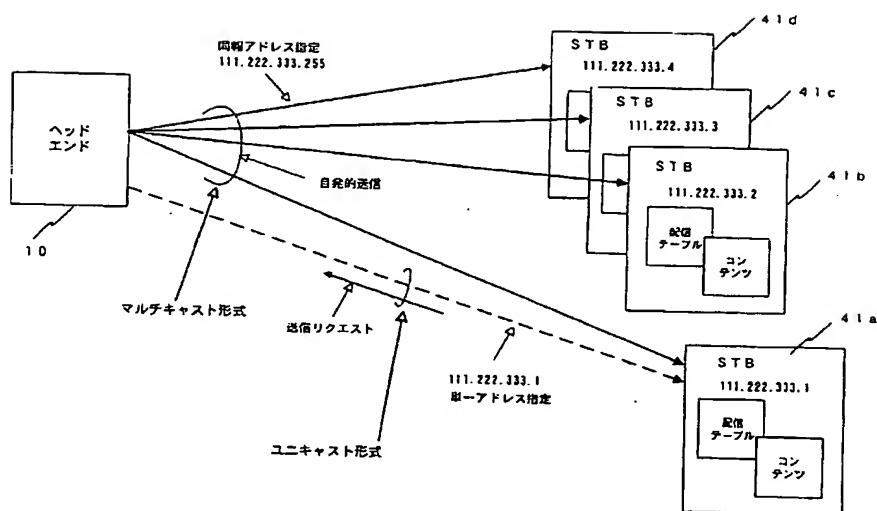 同報アドレス指定
111.222.333.255
ヘッド
エンド
10
自発的送信
マルチキャスト形式
送信リクエスト
ユニキャスト形式
111.222.333.1
単一アドレス指定
STB
111.222.333.4
41d
STB
111.222.333.3
41c
STB
111.222.333.2
配信
テーブル
コン
テンツ
41b
STB
111.222.333.1
配信
テーブル
コン
テンツ
41a